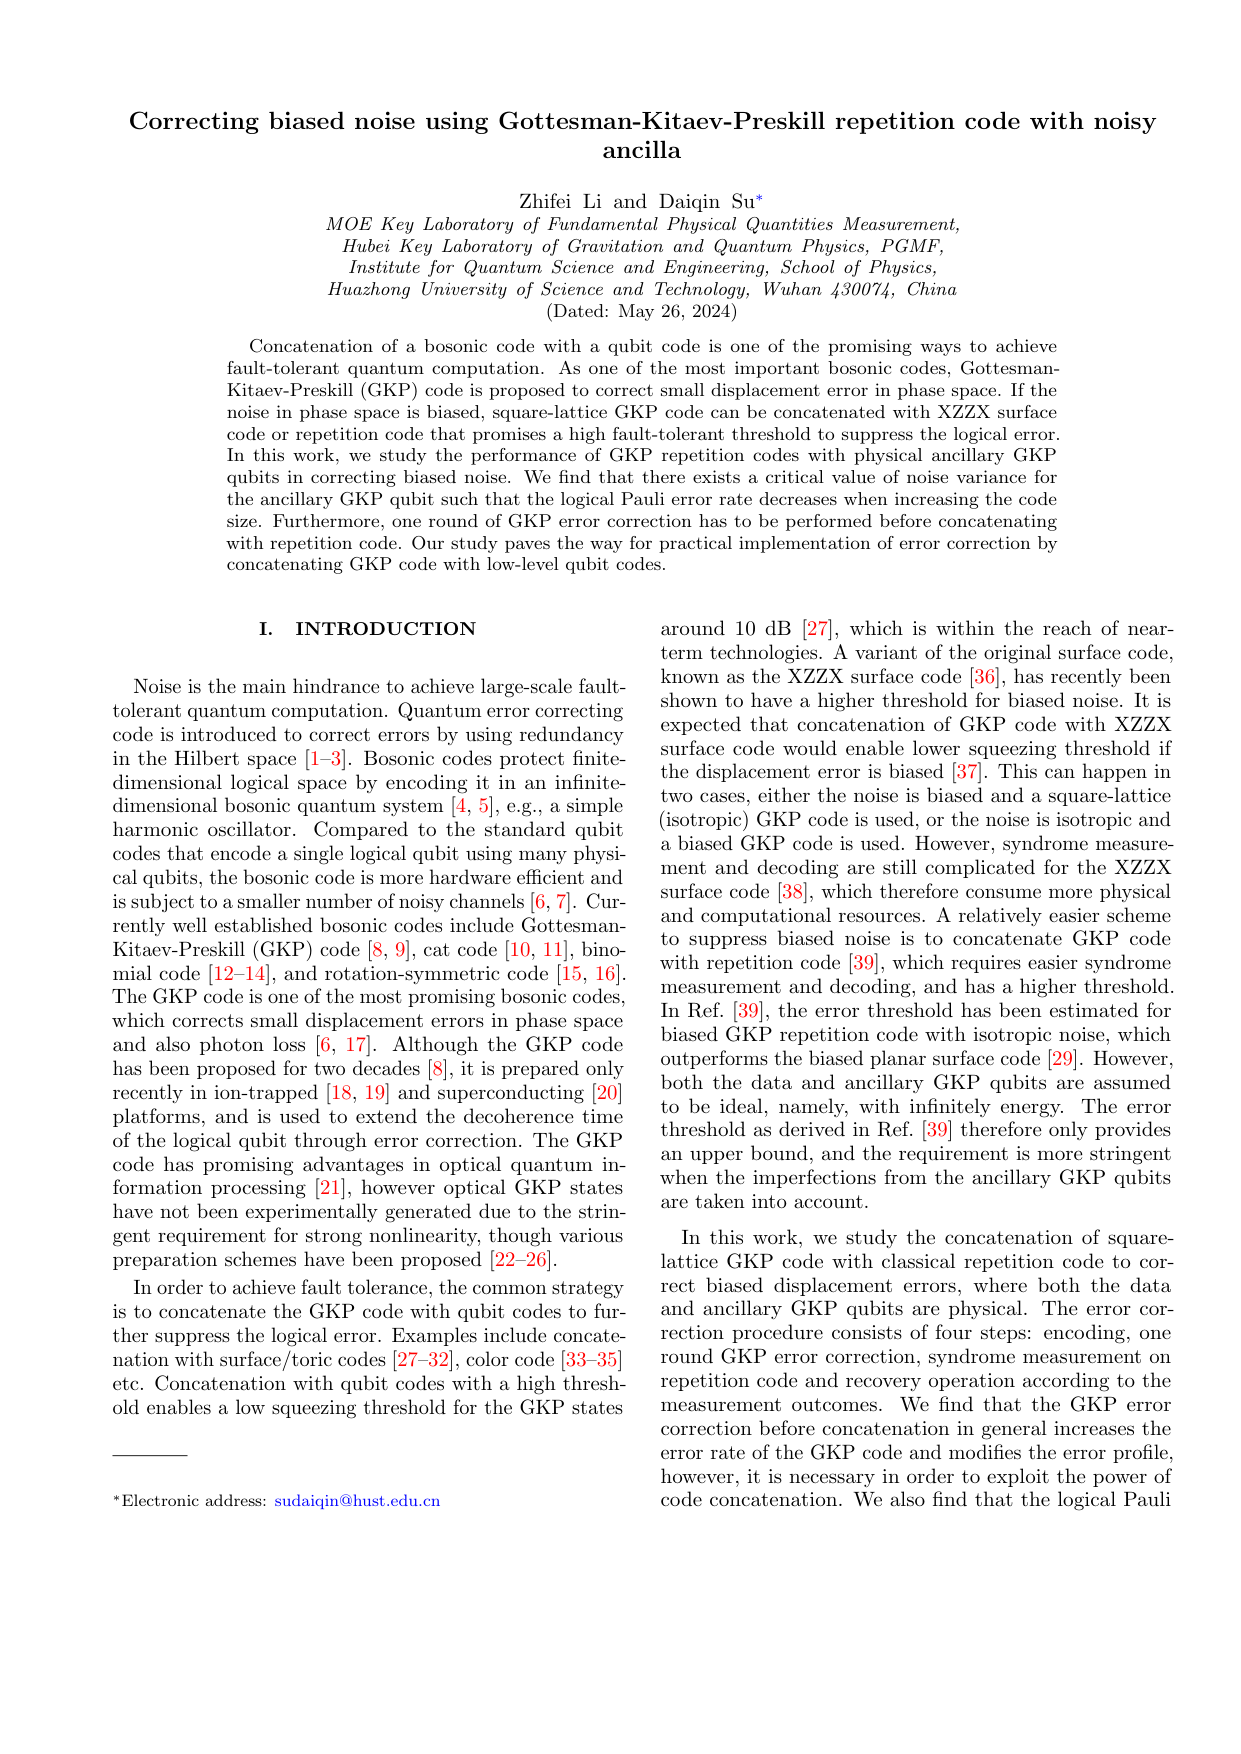 Correcting biased noise using Gottesman-Kitaev-Preskill repetition code with noisy
ancilla
Zhifei Li and Daiqin Su*
MOE Key Laboratory of Fundamental Physical Quantities Measurement,
Hubei Key Laboratory of Gravitation and Quantum Physics, PGMF,
Institute for Quantum Science and Engineering, School of Physics,
Huazhong University of Science and Technology, Wuhan 430074, China
(Dated: May 26, 2024)
Concatenation of a bosonic code with a qubit code is one of the promising ways to achieve
fault-tolerant quantum computation. As one of the most important bosonic codes, Gottesman-
Kitaev-Preskill (GKP) code is proposed to correct small displacement error in phase space. If the
noise in phase space is biased, square-lattice GKP code can be concatenated with XZZX surface
code or repetition code that promises a high fault-tolerant threshold to suppress the logical error.
In this work, we study the performance of GKP repetition codes with physical ancillary GKP
qubits in correcting biased noise. We find that there exists a critical value of noise variance for
the ancillary GKP qubit such that the logical Pauli error rate decreases when increasing the code
size. Furthermore, one round of GKP error correction has to be performed before concatenating
with repetition code. Our study paves the way for practical implementation of error correction by
concatenating GKP code with low-level qubit codes.
I. INTRODUCTION
Noise is the main hindrance to achieve large-scale fault-
tolerant quantum computation. Quantum error correcting
code is introduced to correct errors by using redundancy
in the Hilbert space [1–3]. Bosonic codes protect finite-
dimensional logical space by encoding it in an infinite-
dimensional bosonic quantum system [4, 5], e.g., a simple
harmonic oscillator. Compared to the standard qubit
codes that encode a single logical qubit using many physi-
cal qubits, the bosonic code is more hardware efficient and
is subject to a smaller number of noisy channels [6, 7]. Cur-
rently well established bosonic codes include Gottesman-
Kitaev-Preskill (GKP) code [8, 9], cat code [10, 11], bino-
mial code [12–14], and rotation-symmetric code [15, 16].
The GKP code is one of the most promising bosonic codes,
which corrects small displacement errors in phase space
and also photon loss [6, 17]. Although the GKP code
has been proposed for two decades [8], it is prepared only
recently in ion-trapped [18, 19] and superconducting [20]
platforms, and is used to extend the decoherence time
of the logical qubit through error correction. The GKP
code has promising advantages in optical quantum in-
formation processing [21], however optical GKP states
have not been experimentally generated due to the strin-
gent requirement for strong nonlinearity, though various
preparation schemes have been proposed [22–26].
In order to achieve fault tolerance, the common strategy
is to concatenate the GKP code with qubit codes to fur-
ther suppress the logical error. Examples include concate-
nation with surface/toric codes [27–32], color code [33–35]
etc. Concatenation with qubit codes with a high thresh-
old enables a low squeezing threshold for the GKP states
*Electronic address: sudaiqin@hust.edu.cn
around 10 dB [27], which is within the reach of near-
term technologies. A variant of the original surface code,
known as the XZZX surface code [36], has recently been
shown to have a higher threshold for biased noise. It is
expected that concatenation of GKP code with XZZX
surface code would enable lower squeezing threshold if
the displacement error is biased [37]. This can happen in
two cases, either the noise is biased and a square-lattice
(isotropic) GKP code is used, or the noise is isotropic and
a biased GKP code is used. However, syndrome measure-
ment and decoding are still complicated for the XZZX
surface code [38], which therefore consume more physical
and computational resources. A relatively easier scheme
to suppress biased noise is to concatenate GKP code
with repetition code [39], which requires easier syndrome
measurement and decoding, and has a higher threshold.
In Ref. [39], the error threshold has been estimated for
biased GKP repetition code with isotropic noise, which
outperforms the biased planar surface code [29]. However,
both the data and ancillary GKP qubits are assumed
to be ideal, namely, with infinitely energy. The error
threshold as derived in Ref. [39] therefore only provides
an upper bound, and the requirement is more stringent
when the imperfections from the ancillary GKP qubits
are taken into account.
In this work, we study the concatenation of square-
lattice GKP code with classical repetition code to cor-
rect biased displacement errors, where both the data
and ancillary GKP qubits are physical. The error cor-
rection procedure consists of four steps: encoding, one
round GKP error correction, syndrome measurement on
repetition code and recovery operation according to the
measurement outcomes. We find that the GKP error
correction before concatenation in general increases the
error rate of the GKP code and modifies the error profile,
however, it is necessary in order to exploit the power of
code concatenation. We also find that the logical Pauli